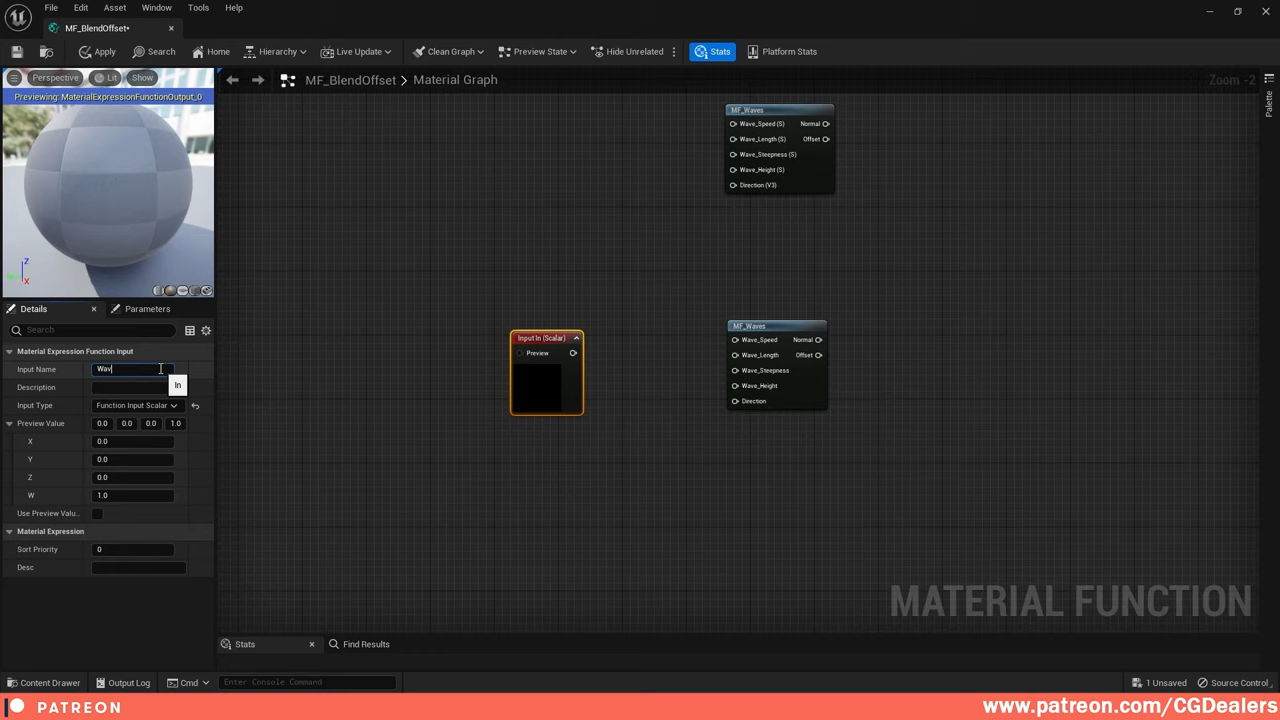 File Edit Asset Window Tools Help
MF_BlendOffset*
Apply Search Home Hierarchy Live Update Clean Graph Preview State Hide Unrelated Stats Platform Stats
Perspective Lit Show
MF_BlendOffset > Material Graph
Zoom -2
Palette
Previewing: MaterialExpressionFunctionOutput_0
Z
X
MF_Waves
Wave_Speed (S) Normal
Wave_Length (S) Offset
Wave_Steepness (S)
Wave_Height (S)
Direction (V3)
Input In (Scalar)
Preview
MF_Waves
Wave_Speed Normal
Wave_Length Offset
Wave_Steepness
Wave_Height
Direction
MATERIAL FUNCTION
Details Parameters
Search
Material Expression Function Input
Input Name Wav
In
Description
Input Type Function Input Scalar
Preview Value 0.0 0.0 0.0 1.0
X 0.0
Y 0.0
Z 0.0
W 1.0
Use Preview Valu...
Material Expression
Sort Priority 0
Desc
Stats Find Results
Content Drawer Output Log Cmd Enter Console Command 1 Unsaved Source Control
PATREON www.patreon.com/CGDealers